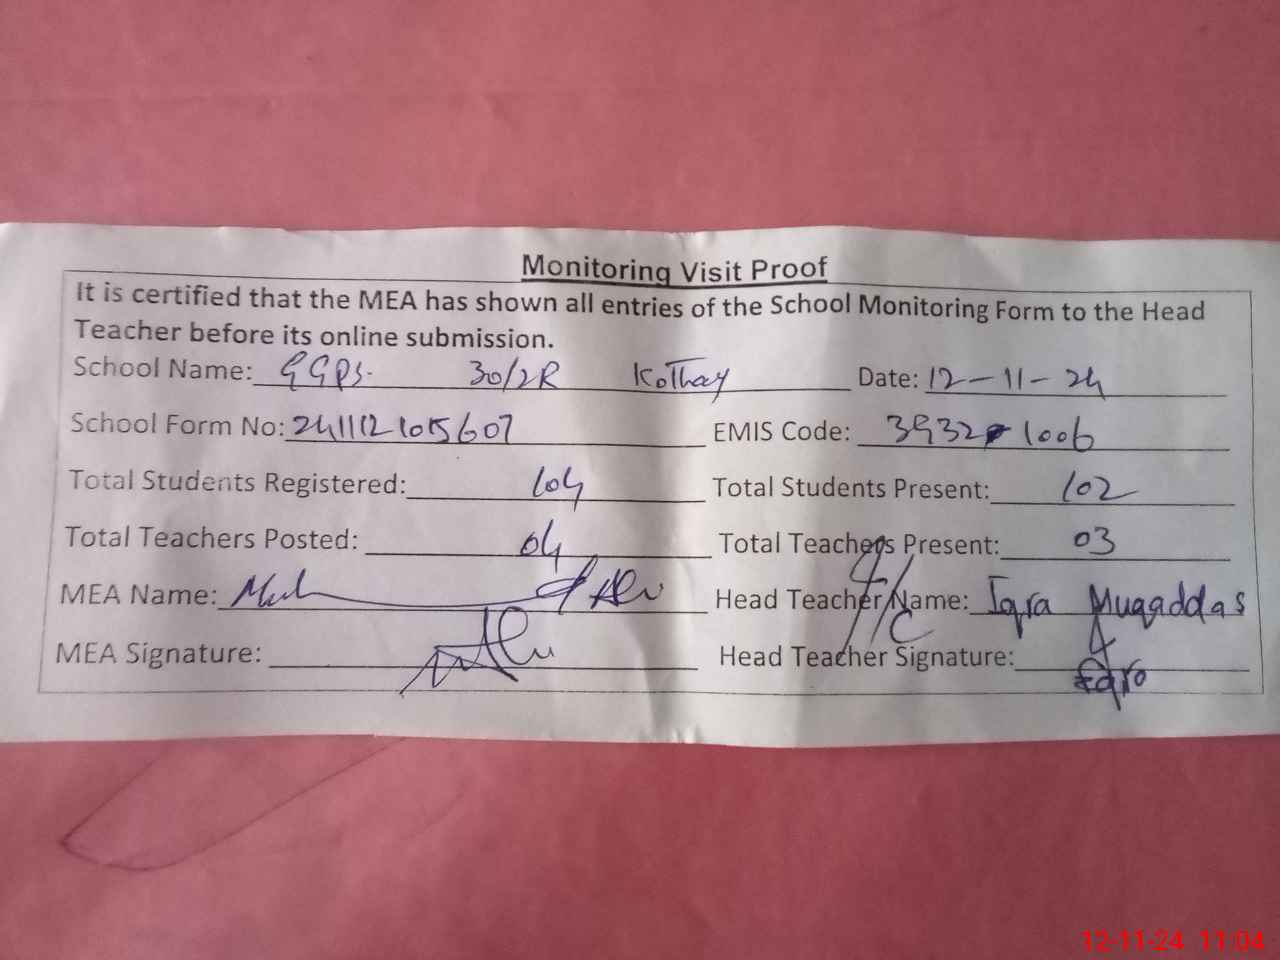 Monitoring Visit Proof
It is certified that the MEA has shown all entries of the School Monitoring Form to the Head
Teacher before its online submission.
School Name: GGPS. 30/2R Kothay Date: 12-11-24
School Form No: 241112105607 EMIS Code: 3932 1006
Total Students Registered: 104 Total Students Present: 102
Total Teachers Posted: 04 Total Teachers Present: 03
MEA Name: Head Teacher Name: Iqra Muqaddas
I/C
MEA Signature: Head Teacher Signature: Iqra
12-11-24 11:04